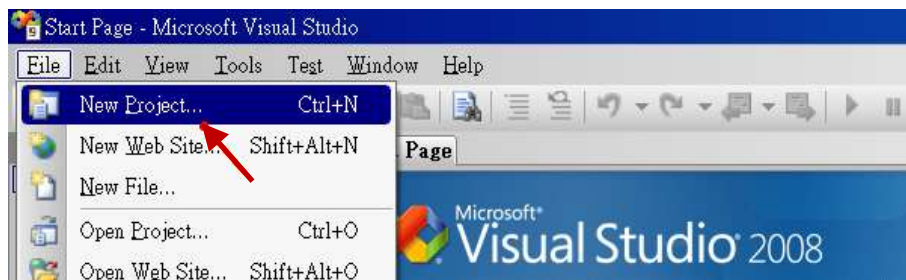 Start Page - Microsoft Visual Studio
File Edit View Tools Test Window Help
New Project... Ctrl+N
New Web Site... Shift+Alt+N
Page
New File...
Microsoft
Visual Studio 2008
Open Project... Ctrl+O
Open Web Site... Shift+Alt+O